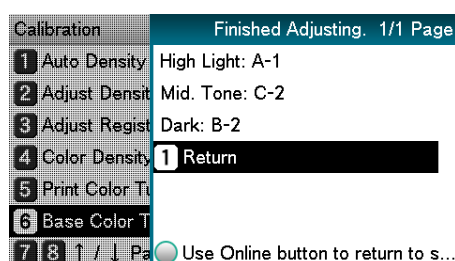 Calibration
Finished Adjusting. 1/1 Page
1 Auto Density
High Light: A-1
2 Adjust Densit
Mid. Tone: C-2
3 Adjust Regist
Dark: B-2
4 Color Density
1 Return
5 Print Color Tu
6 Base Color T
7 8 ↑ / ↓ Pa
Use Online button to return to s...